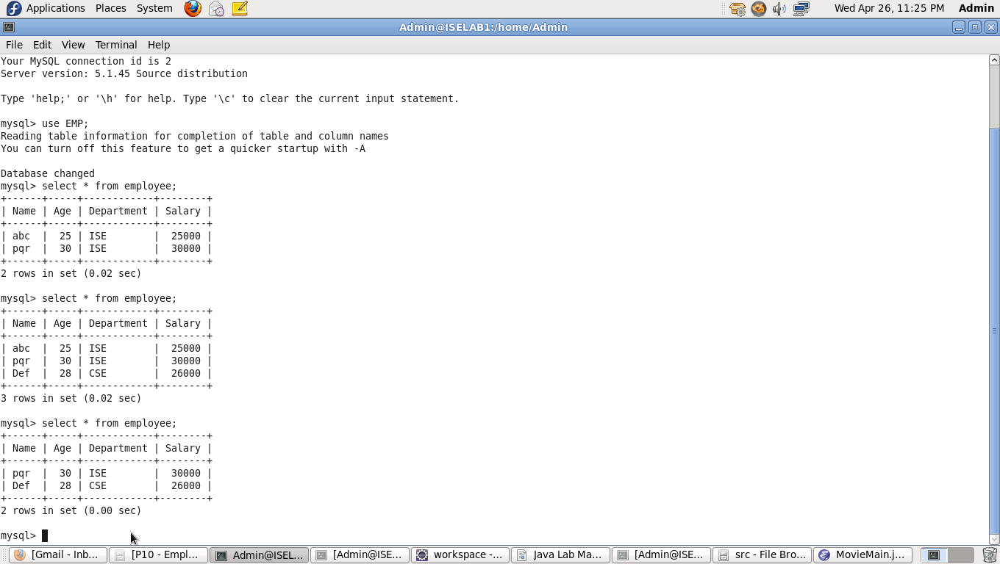 Applications Places System Wed Apr 26, 11:25 PM Admin
Admin@ISELAB1:/home/Admin
File Edit View Terminal Help
Your MySQL connection id is 2
Server version: 5.1.45 Source distribution
Type 'help;' or '\h' for help. Type '\c' to clear the current input statement.
mysql> use EMP;
Reading table information for completion of table and column names
You can turn off this feature to get a quicker startup with -A
Database changed
mysql> select * from employee;
+------+-----+------------+--------+
| Name | Age | Department | Salary |
+------+-----+------------+--------+
| abc  |  25 | ISE        |  25000 |
| pqr  |  30 | ISE        |  30000 |
+------+-----+------------+--------+
2 rows in set (0.02 sec)
mysql> select * from employee;
+------+-----+------------+--------+
| Name | Age | Department | Salary |
+------+-----+------------+--------+
| abc  |  25 | ISE        |  25000 |
| pqr  |  30 | ISE        |  30000 |
| Def  |  28 | CSE        |  26000 |
+------+-----+------------+--------+
3 rows in set (0.02 sec)
mysql> select * from employee;
+------+-----+------------+--------+
| Name | Age | Department | Salary |
+------+-----+------------+--------+
| pqr  |  30 | ISE        |  30000 |
| Def  |  28 | CSE        |  26000 |
+------+-----+------------+--------+
2 rows in set (0.00 sec)
mysql>
[Gmail - Inb... [P10 - Empl... Admin@ISEL... [Admin@ISE... workspace -... Java Lab Ma... [Admin@ISE... src - File Bro... MovieMain.j...